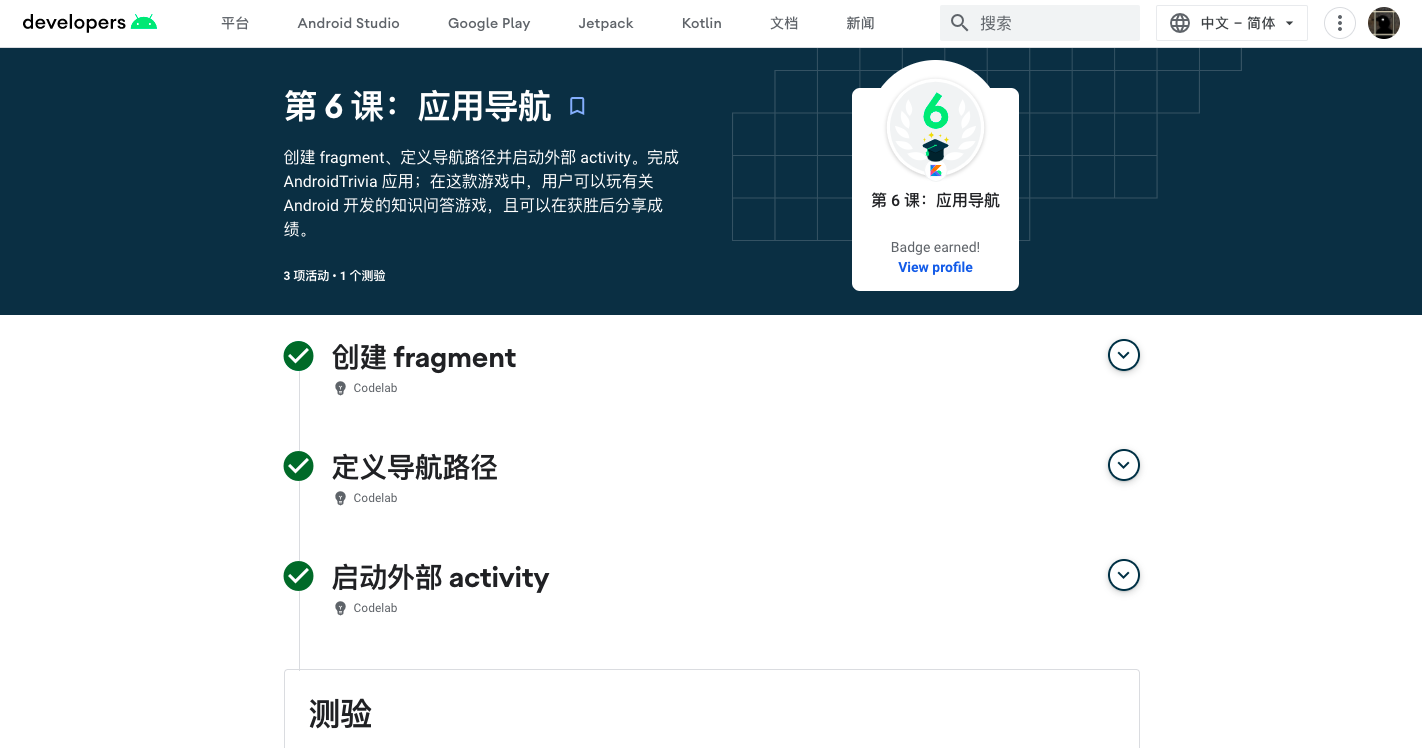 developers
平台
Android Studio
Google Play
Jetpack
Kotlin
文档
新闻
搜索
中文 – 简体
第 6 课：应用导航
创建 fragment、定义导航路径并启动外部 activity。完成
AndroidTrivia 应用；在这款游戏中，用户可以玩有关
Android 开发的知识问答游戏，且可以在获胜后分享成
绩。
3 项活动 • 1 个测验
6
第 6 课：应用导航
Badge earned!
View profile
创建 fragment
Codelab
定义导航路径
Codelab
启动外部 activity
Codelab
测验